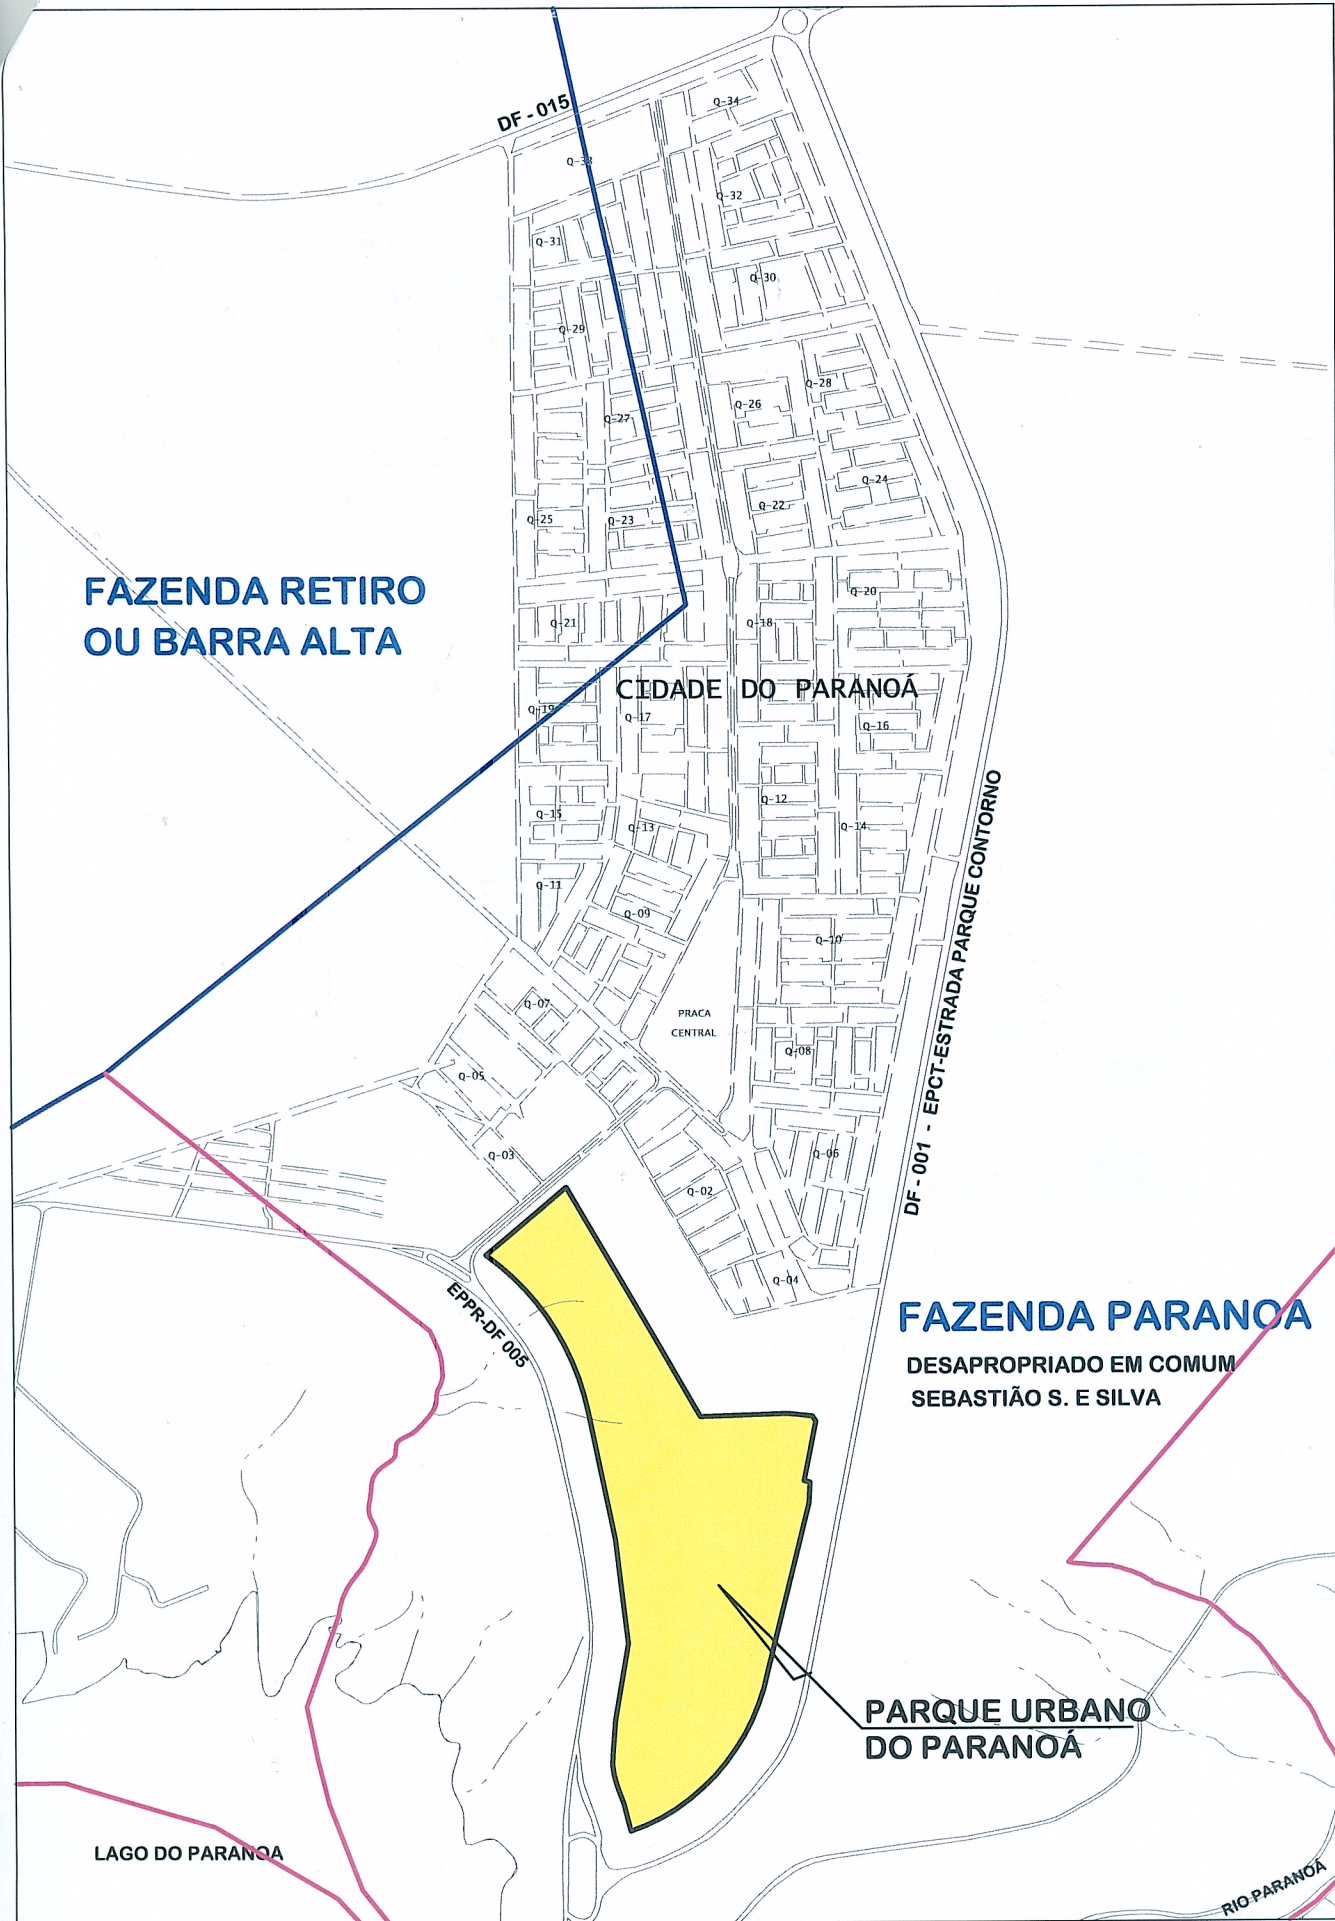 DF - 015
Q-34
Q-33
Q-32
Q-31
Q-30
Q-29
Q-28
Q-26
Q-27
Q-24
Q-22
Q-25
Q-23
FAZENDA RETIRO
OU BARRA ALTA
Q-20
Q-21
Q-18
CIDADE DO PARANOÁ
Q-19
Q-17
Q-16
Q-12
Q-15
Q-13
Q-14
DF - 001 - EPCT-ESTRADA PARQUE CONTORNO
Q-11
Q-09
Q-10
Q-07
PRACA
CENTRAL
Q-08
Q-05
Q-03
Q-06
Q-02
Q-04
EPPR-DF 005
FAZENDA PARANOA
DESAPROPRIADO EM COMUM
SEBASTIÃO S. E SILVA
PARQUE URBANO
DO PARANOÁ
LAGO DO PARANOA
RIO PARANOÁ